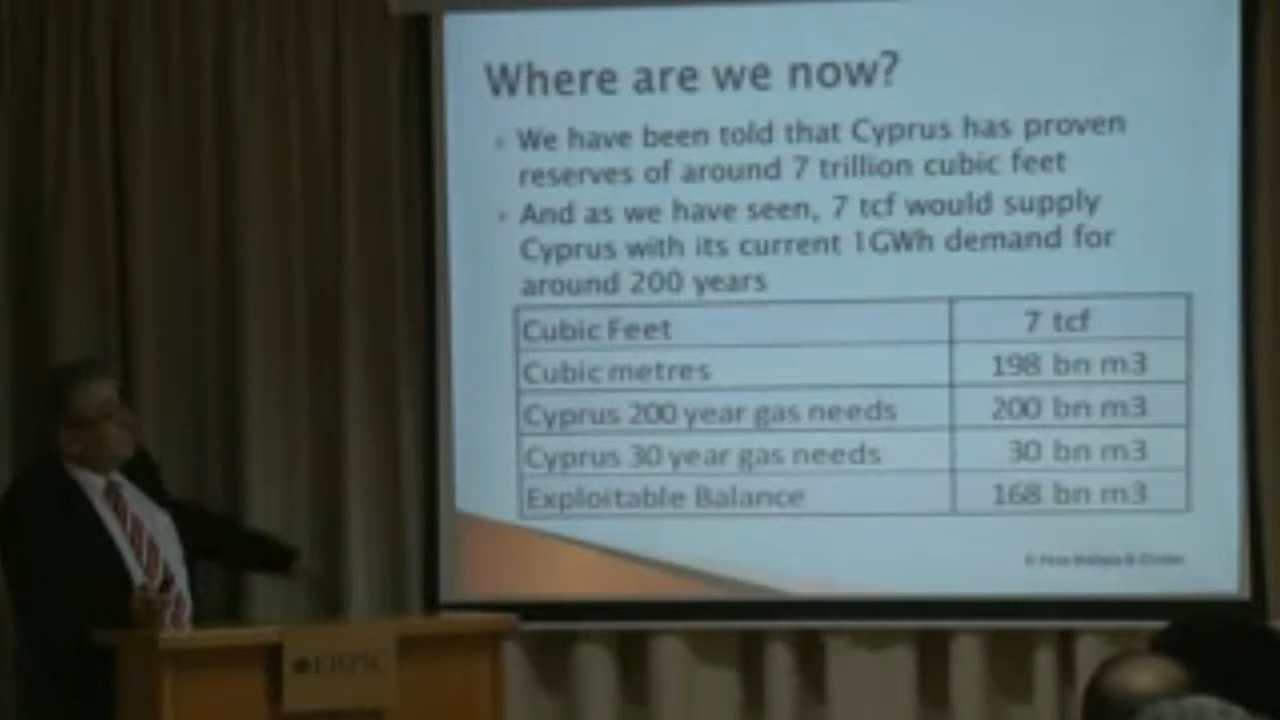 Where are we now?
We have been told that Cyprus has proven
reserves of around 7 trillion cubic feet
And as we have seen, 7 tcf would supply
Cyprus with its current 1GWh demand for
around 200 years
Cubic Feet 7 tcf
Cubic metres 198 bn m3
Cyprus 200 year gas needs 200 bn m3
Cyprus 30 year gas needs 30 bn m3
Exploitable Balance 168 bn m3